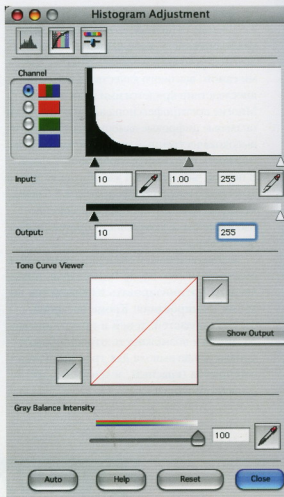 Histogram Adjustment
Channel
Input:
10
1.00
255
Output:
10
255
Tone Curve Viewer
Show Output
Gray Balance Intensity
100
Auto
Help
Reset
Close